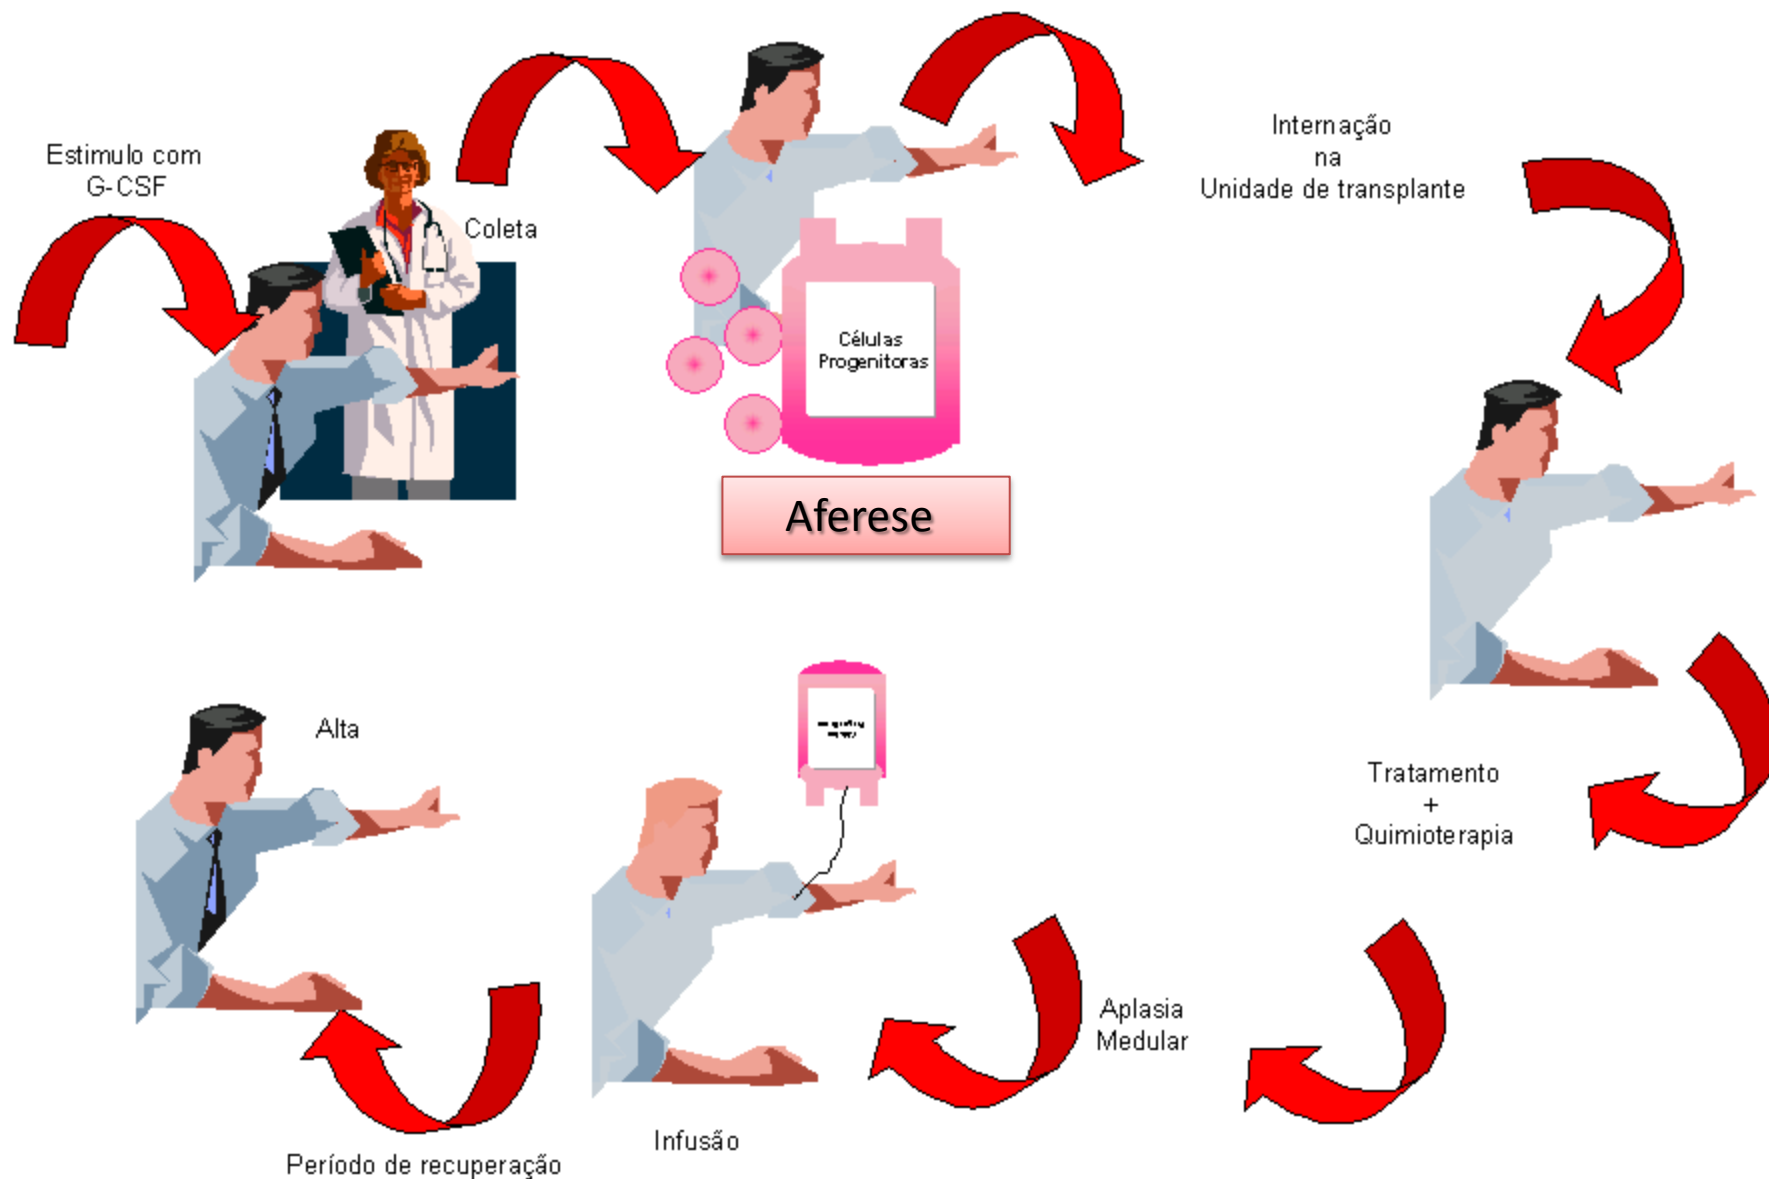 Estimulo com
G-CSF
Coleta
Células
Progenitoras
Aferese
Internação
na
Unidade de transplante
Tratamento
+
Quimioterapia
Aplasia
Medular
Infusão
Período de recuperação
Alta